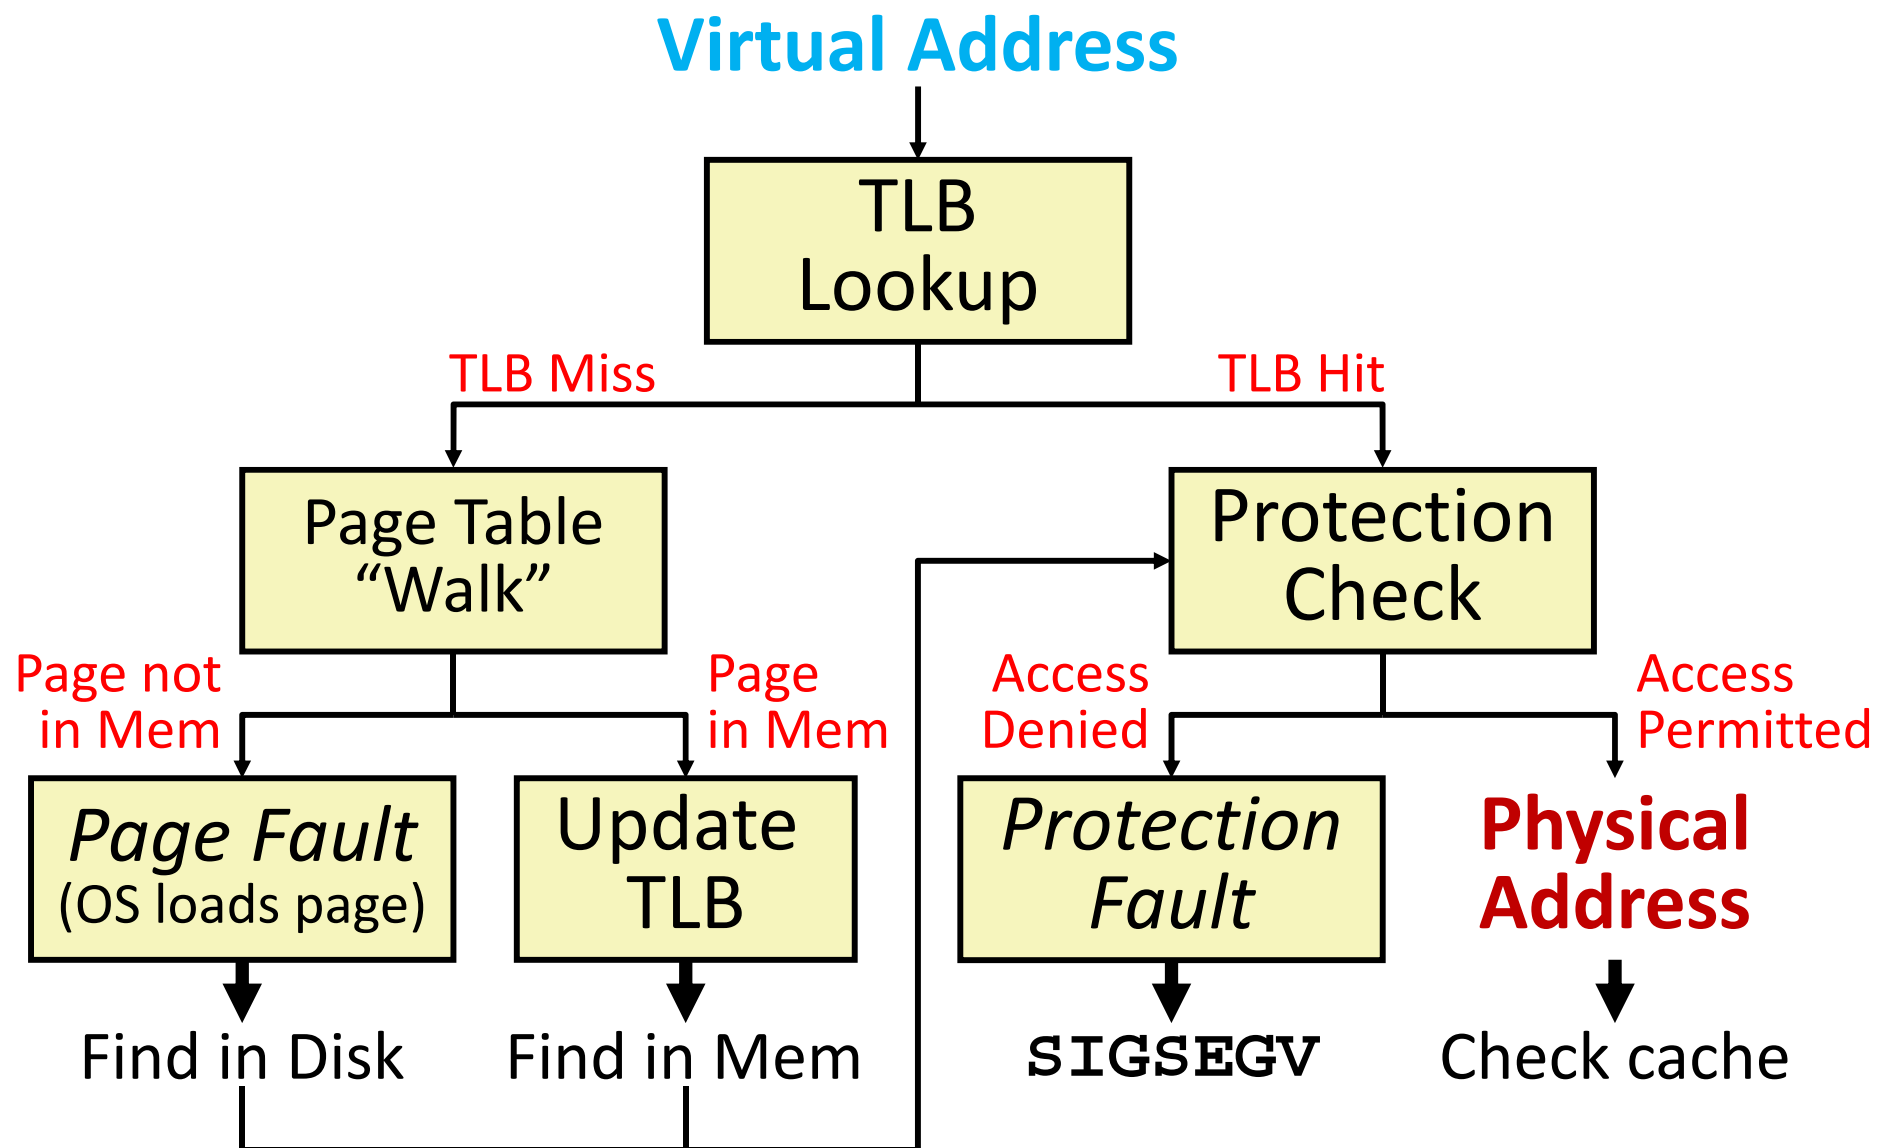 Virtual Address
TLB
Lookup
TLB Miss
TLB Hit
Page Table
“Walk”
Protection
Check
Page not
in Mem
Page
in Mem
Access
Denied
Access
Permitted
Page Fault
(OS loads page)
Update
TLB
Protection
Fault
Physical
Address
Find in Disk
Find in Mem
SIGSEGV
Check cache